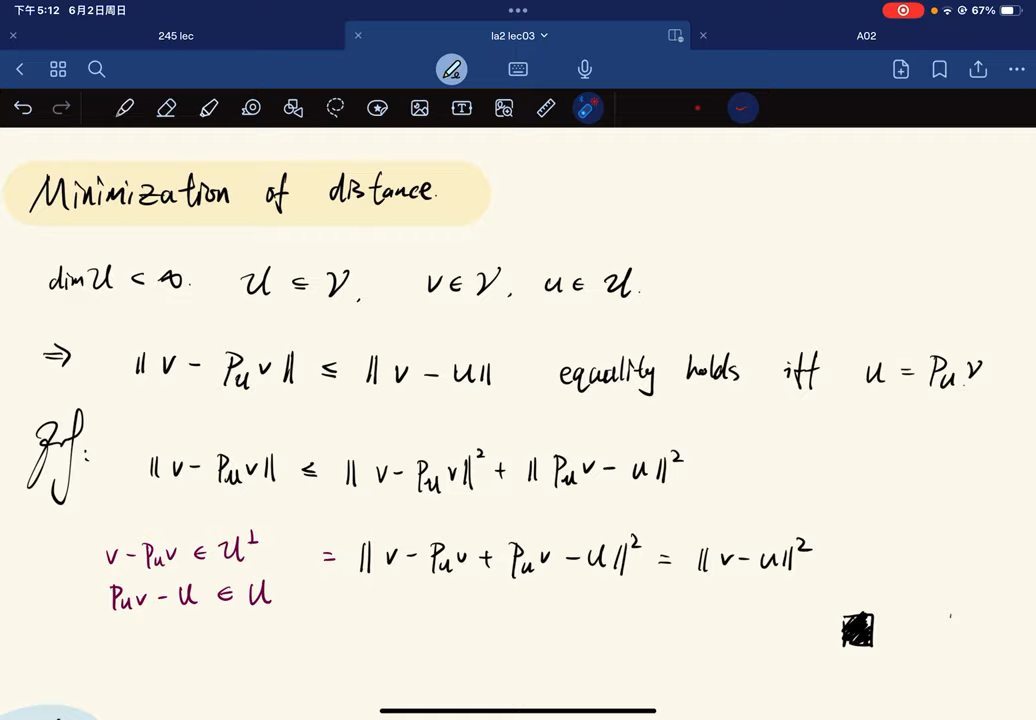 下午5:12 6月2日周日
67%
245 lec
la2 lec03
A02
Minimization of distance.
dim U < ∞. U ⊆ V, v ∈ V, u ∈ U.
⇒ ‖ v - P_U v ‖ ≤ ‖ v - u ‖ equality holds iff u = P_U v
prf: ‖ v - P_U v ‖ ≤ ‖ v - P_U v ‖² + ‖ P_U v - u ‖²
v - P_U v ∈ U^⊥ = ‖ v - P_U v + P_U v - u ‖² = ‖ v - u ‖²
P_U v - u ∈ U